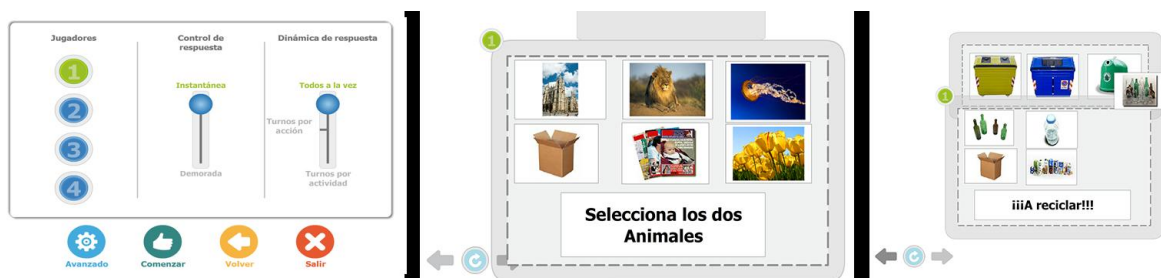 Jugadores
Control de
respuesta
Dinámica de respuesta
1
2
3
4
Instantánea
Demorada
Todos a la vez
Turnos por
acción
Turnos por
actividad
Avanzado
Comenzar
Volver
Salir
1
Selecciona los dos
Animales
1
¡¡¡A reciclar!!!